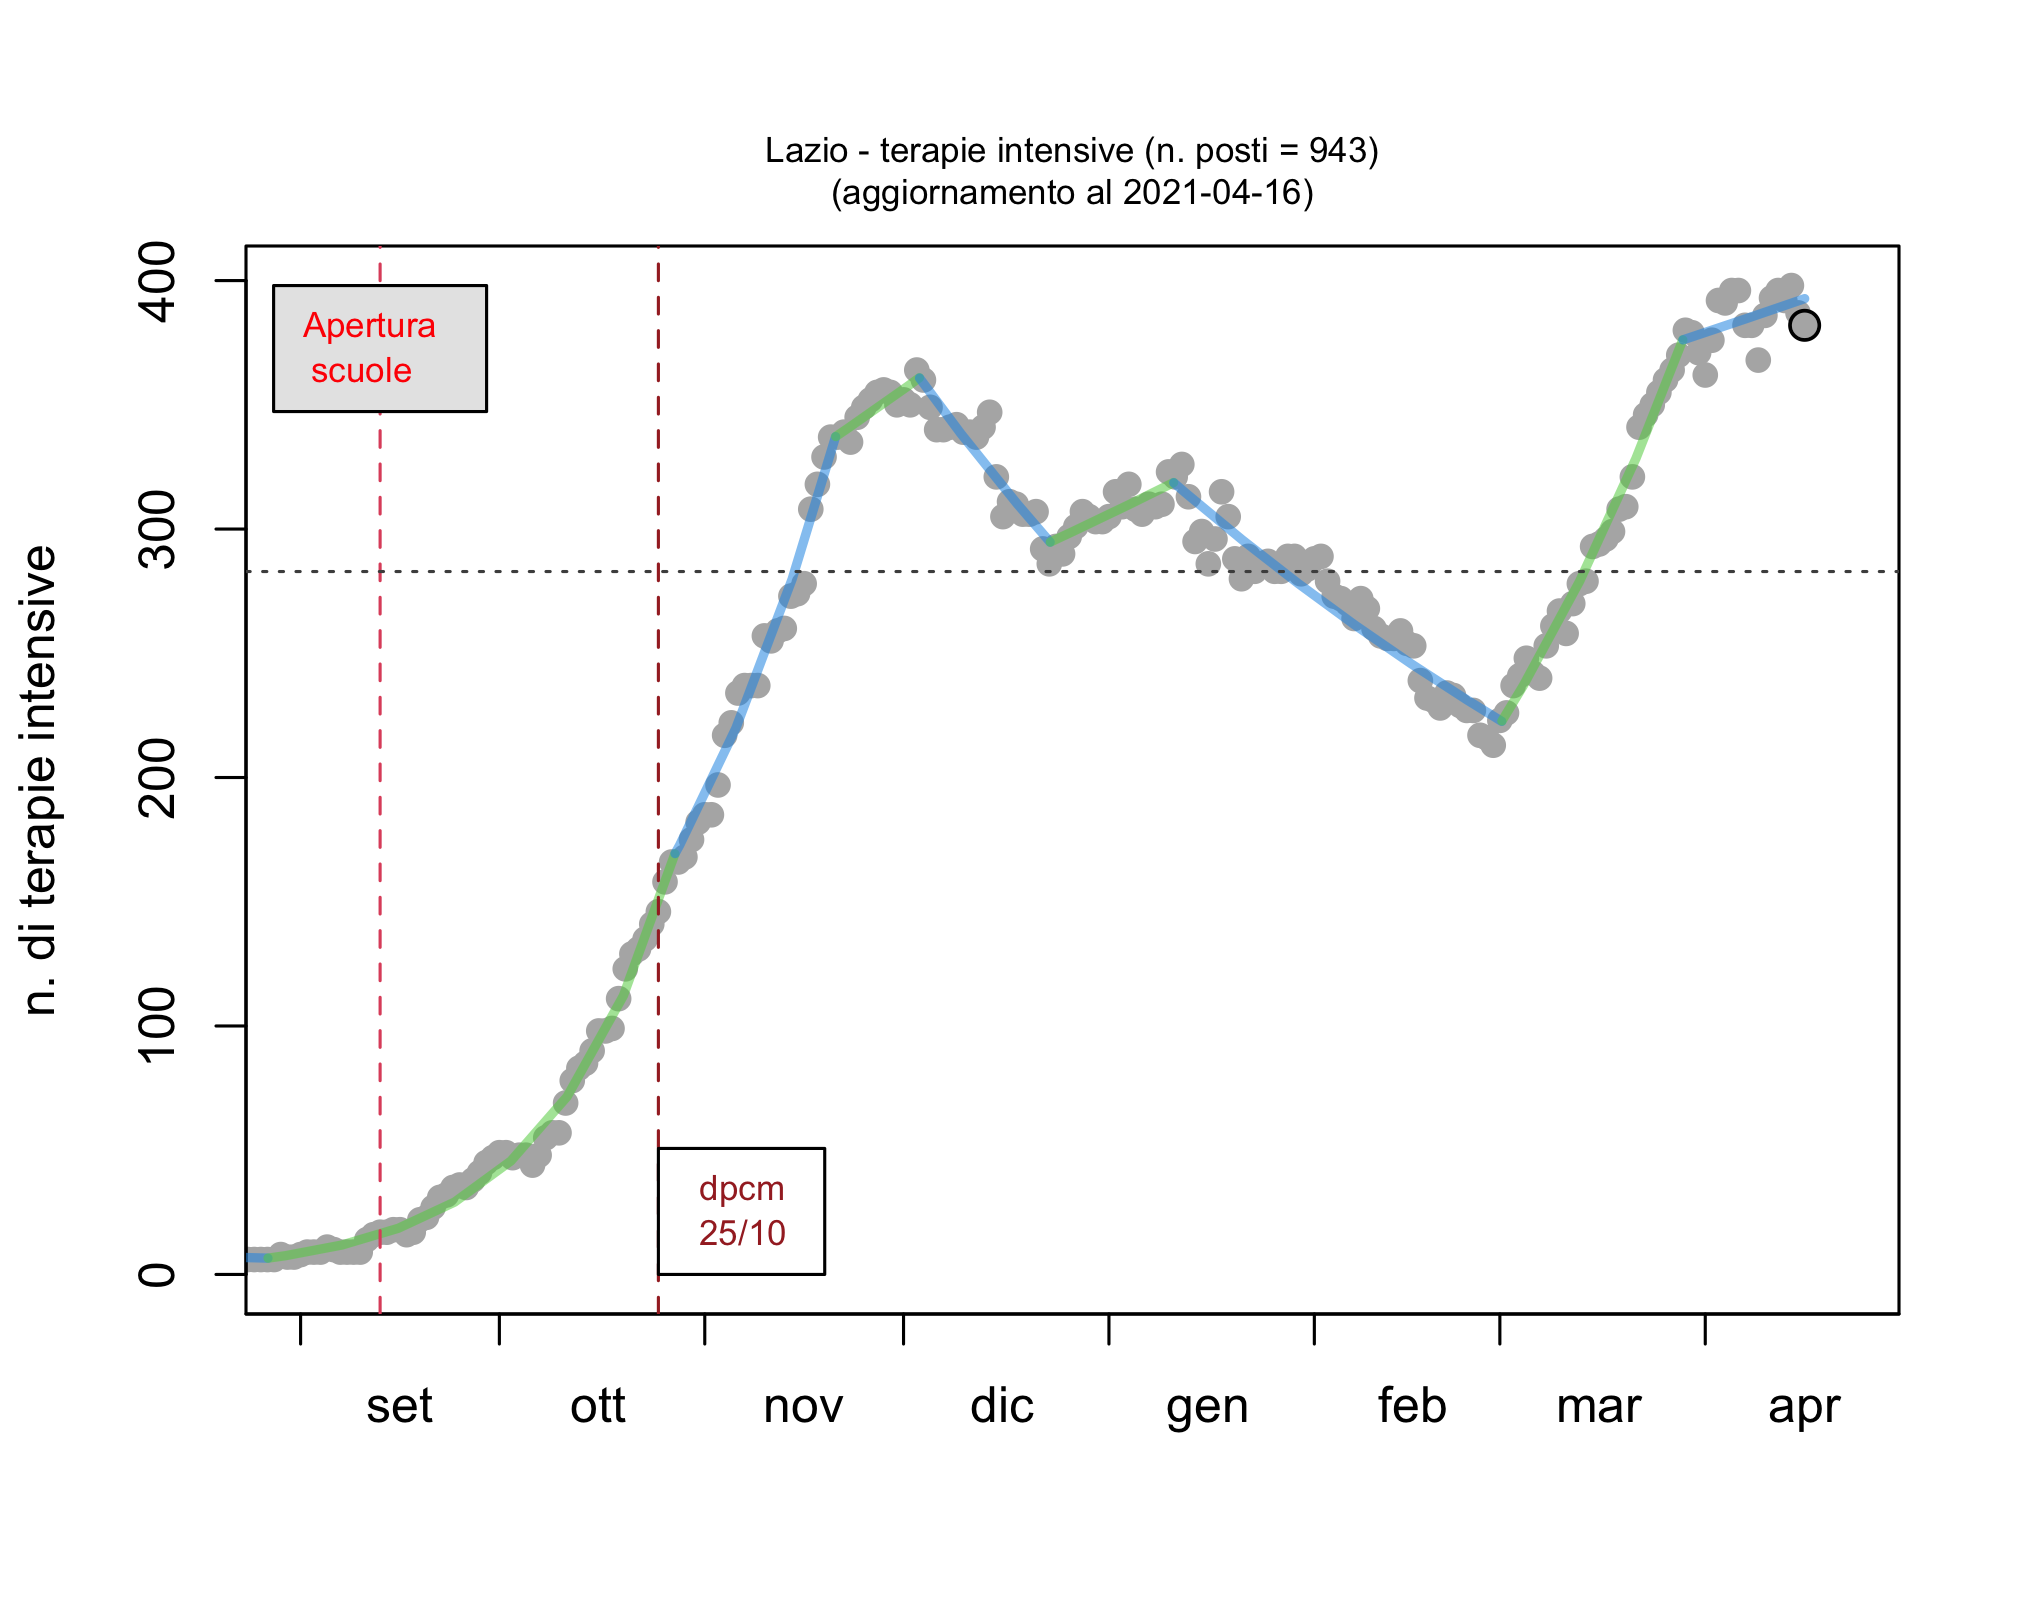 Lazio - terapie intensive (n. posti = 943)
(aggiornamento al 2021-04-16)
n. di terapie intensive
400
300
200
100
0
Apertura
scuole
dpcm
25/10
set ott nov dic gen feb mar apr